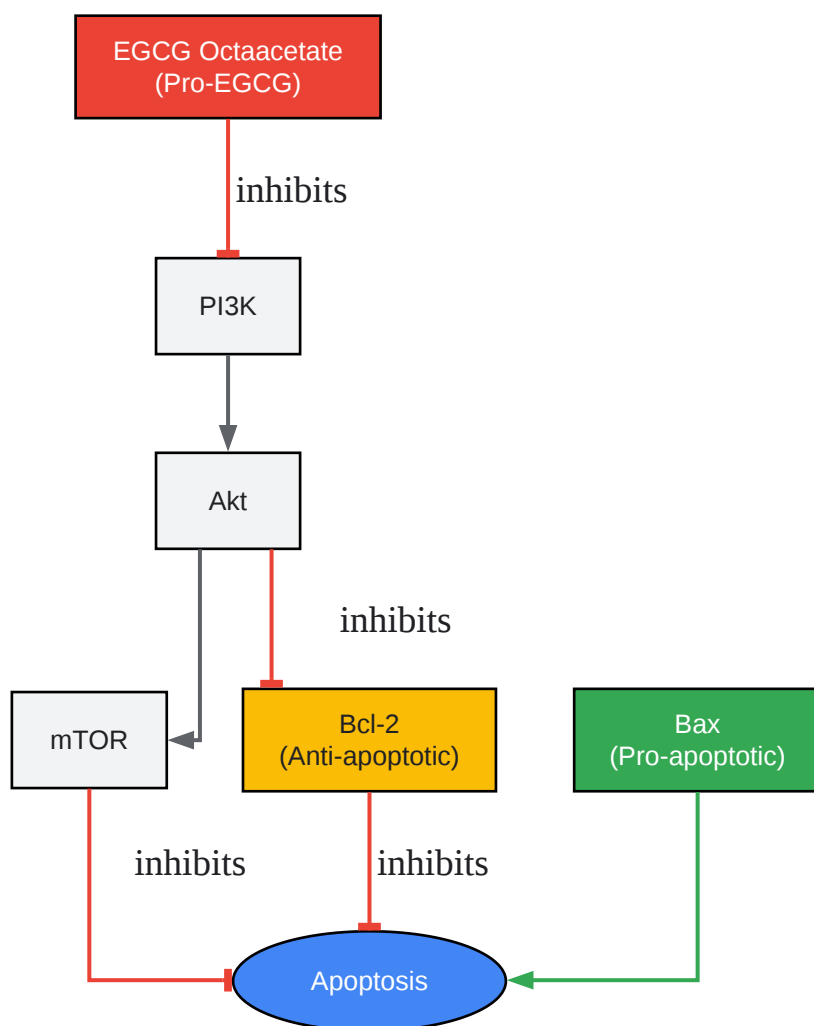 EGCG Octaacetate
(Pro-EGCG)
inhibits
PI3K
Akt
inhibits
mTOR
Bcl-2
(Anti-apoptotic)
Bax
(Pro-apoptotic)
inhibits
inhibits
Apoptosis